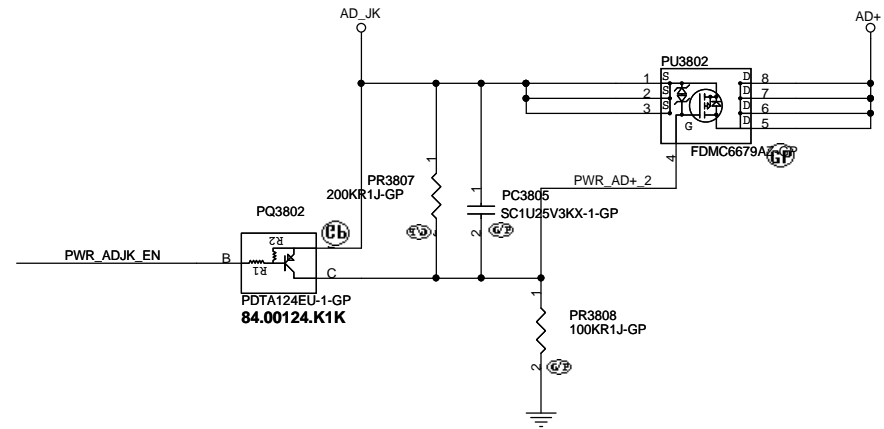 AD_JK
AD+
PU3802
1
2
3
S
S
S
D
D
D
D
8
7
6
5
G
FDMC6679AZ-GP
4
PWR_AD+_2
1
PR3807
200KR1J-GP
2
1
PC3805
SC1U25V3KX-1-GP
2
PQ3802
R2
R1
PWR_ADJK_EN
B
C
PDTA124EU-1-GP
84.00124.K1K
1
PR3808
100KR1J-GP
2